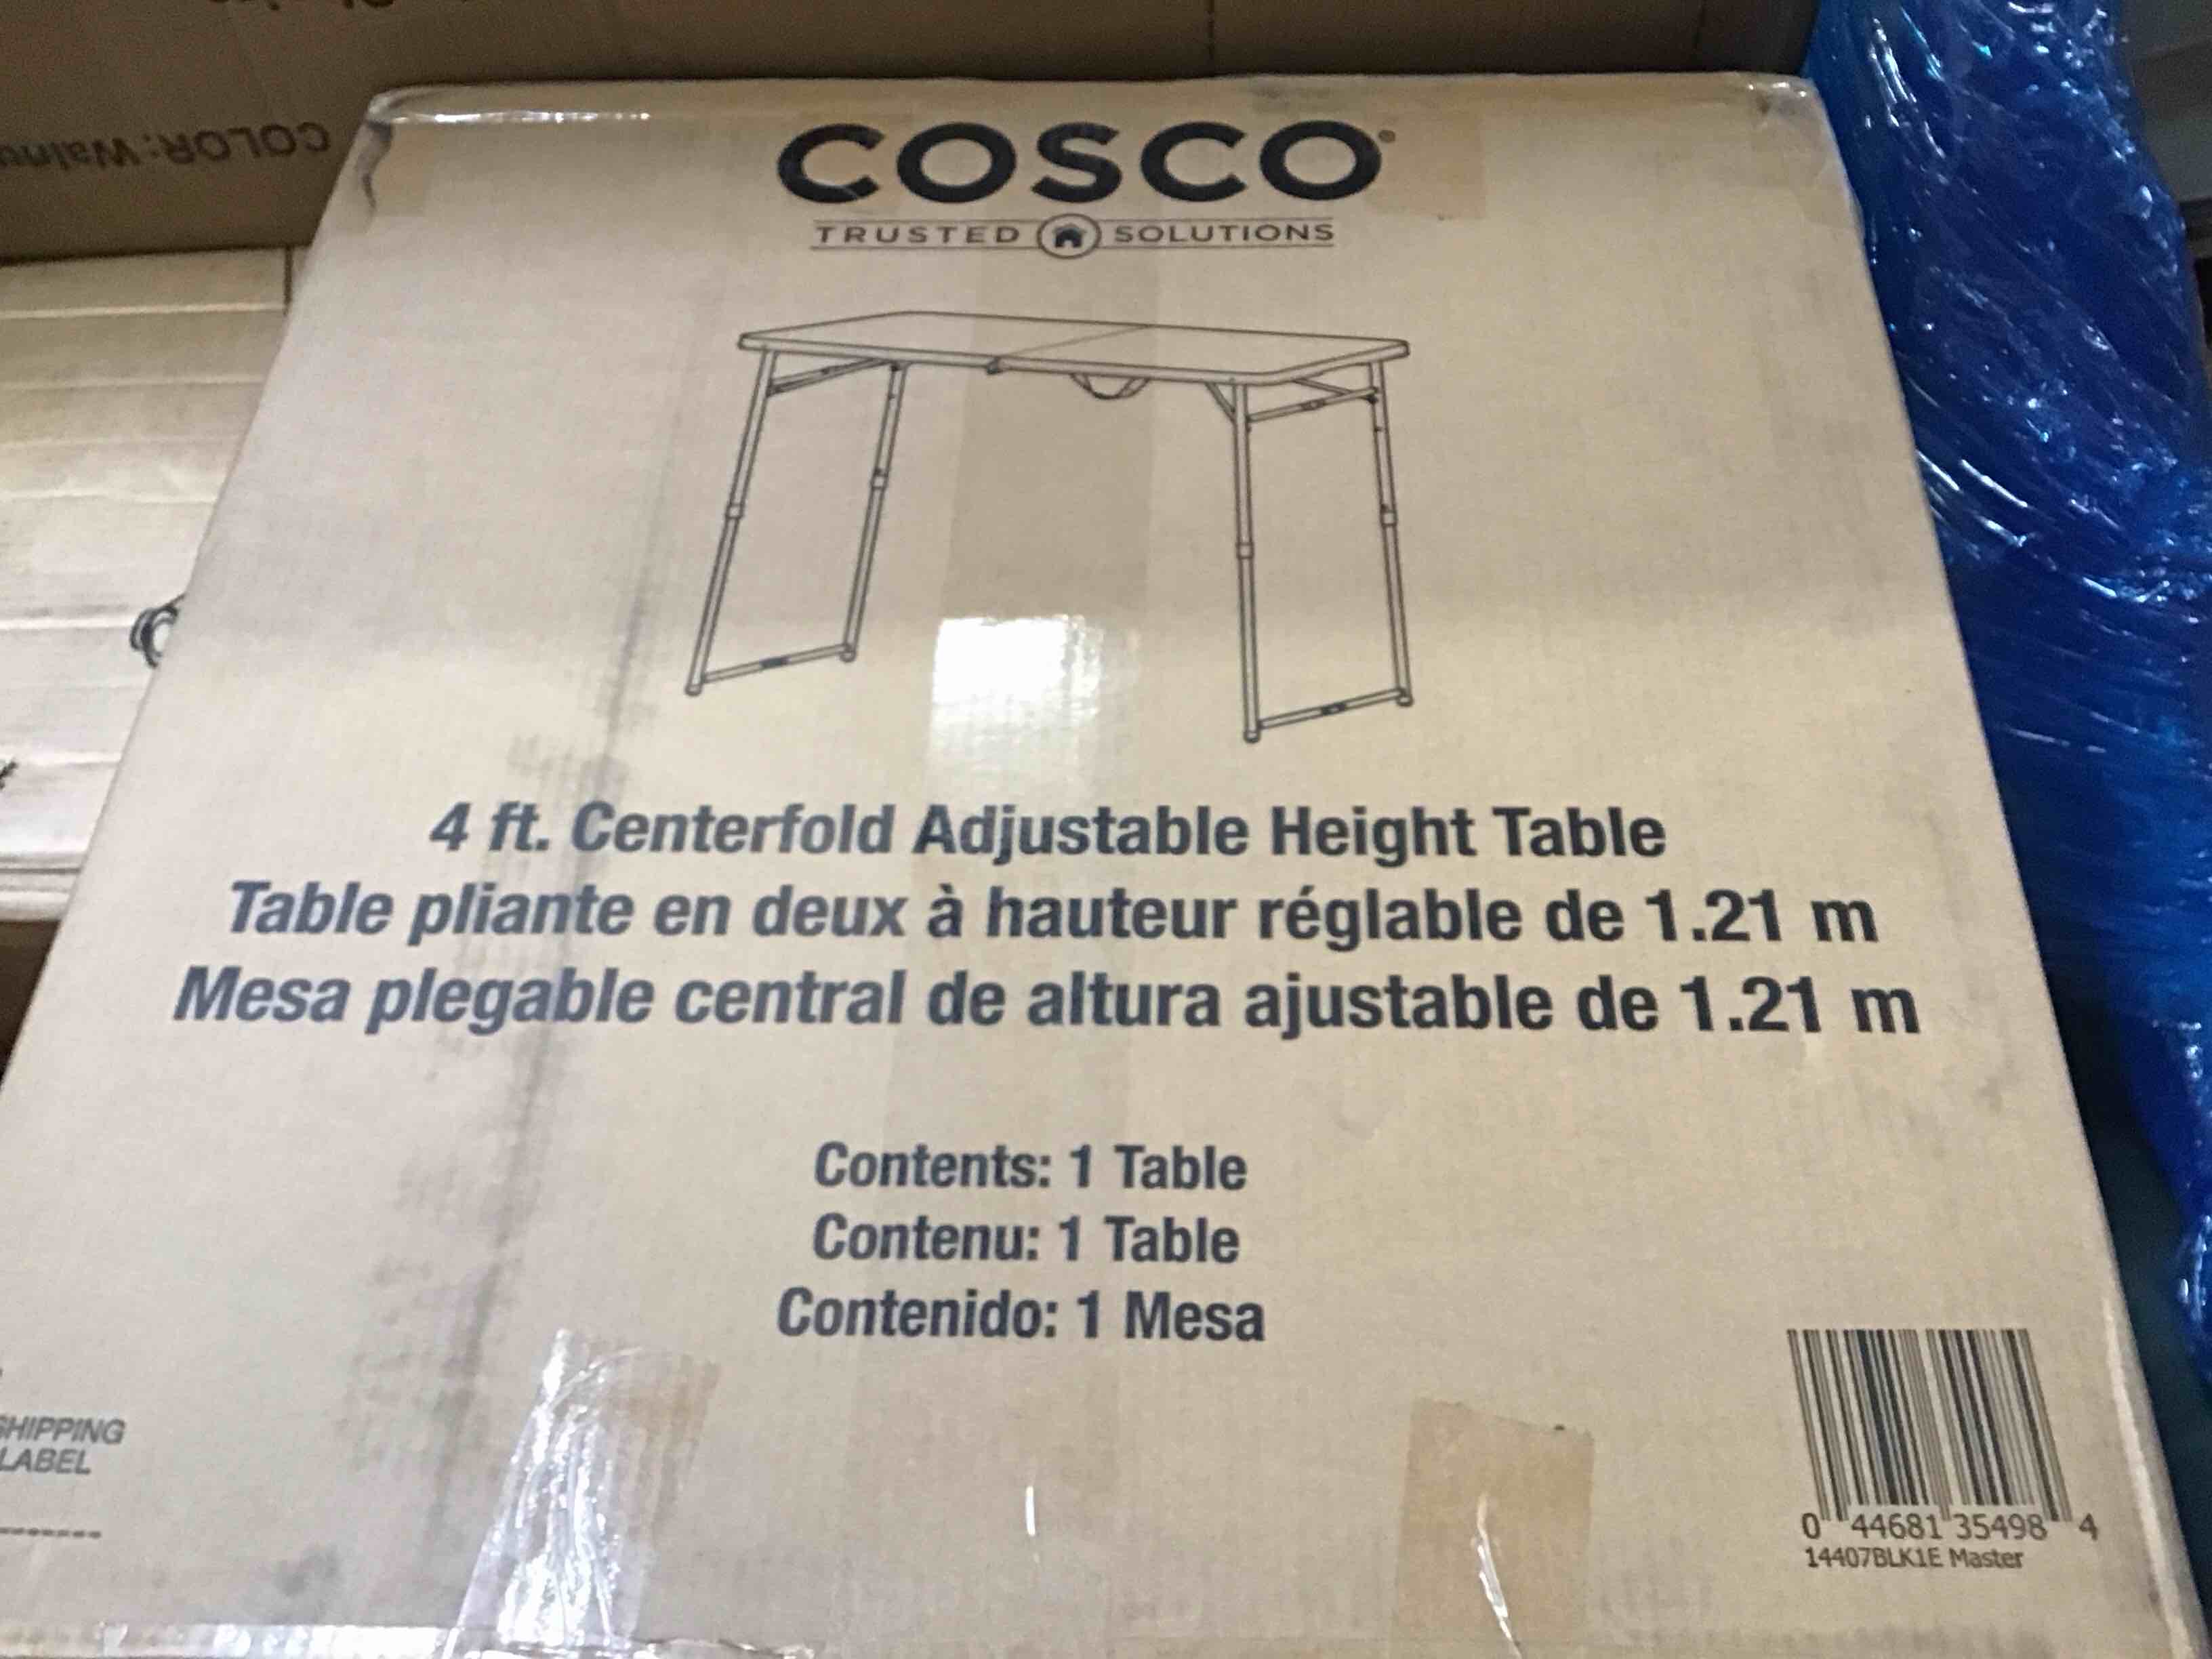 COLOR: Walnu
COSCO®
TRUSTED SOLUTIONS
4 ft. Centerfold Adjustable Height Table
Table pliante en deux à hauteur réglable de 1.21 m
Mesa plegable central de altura ajustable de 1.21 m
Contents: 1 Table
Contenu: 1 Table
Contenido: 1 Mesa
SHIPPING
LABEL
0 44681 35498 4
14407BLK1E Master